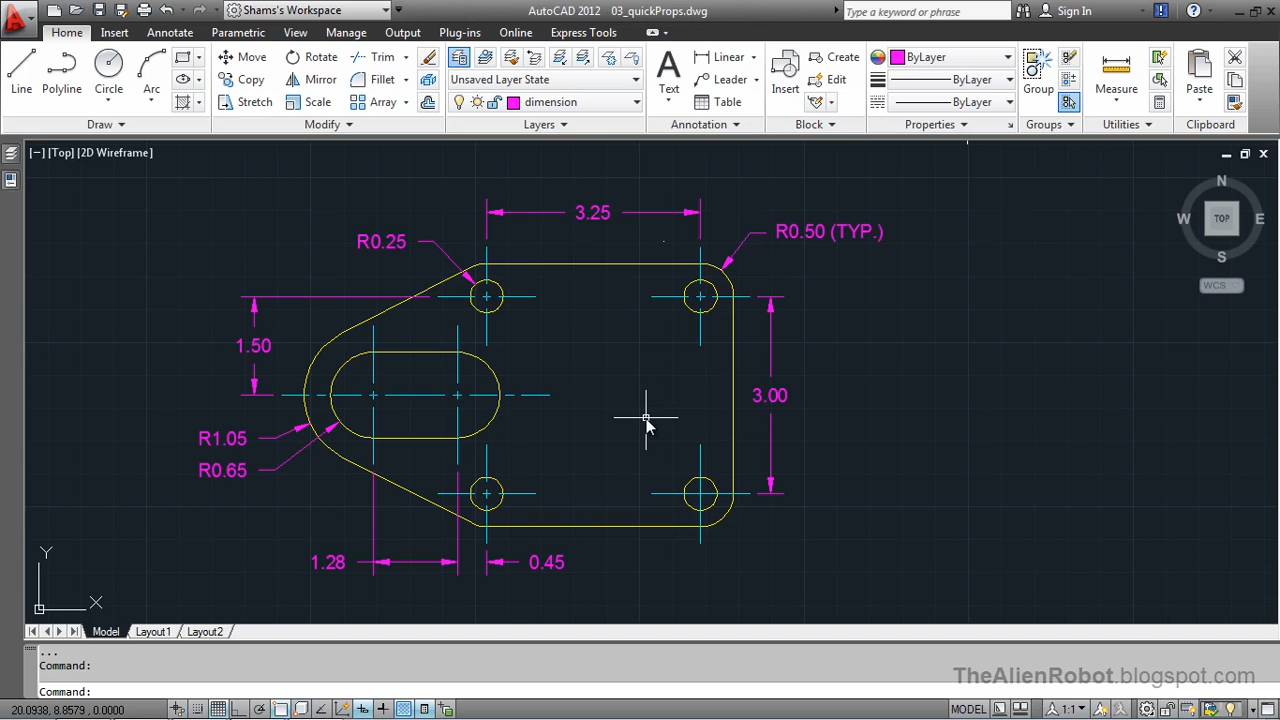 Shams's Workspace
AutoCAD 2012 03_quickProps.dwg
Type a keyword or phrase
Sign In
Home Insert Annotate Parametric View Manage Output Plug-ins Online Express Tools
Line
Polyline
Circle
Arc
Draw
Move Rotate Trim
Copy Mirror Fillet
Stretch Scale Array
Modify
Unsaved Layer State
dimension
Layers
Text
Linear
Leader
Table
Annotation
Insert
Create
Edit
Block
ByLayer
ByLayer
ByLayer
Properties
Group
Groups
Measure
Utilities
Paste
Clipboard
[−] [Top] [2D Wireframe]
N
W TOP E
S
WCS
3.25
R0.25
R0.50 (TYP.)
1.50
3.00
R1.05
R0.65
1.28
0.45
Y
X
Model Layout1 Layout2
...
Command:
Command:
TheAlienRobot.blogspot.com
20.0938, 8.8579, 0.0000
MODEL
1:1